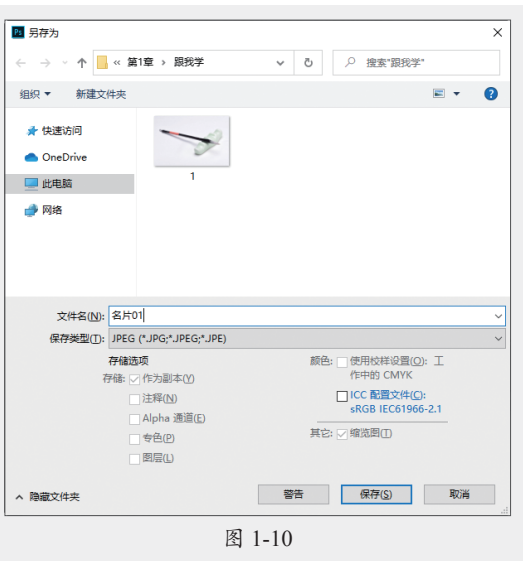 Ps 另存为
« 第1章 › 跟我学
搜索"跟我学"
组织 新建文件夹
快速访问
OneDrive
此电脑
网络
1
文件名(N): 名片01
保存类型(T): JPEG (*.JPG;*.JPEG;*.JPE)
存储选项
存储: 作为副本(Y)
注释(N)
Alpha 通道(E)
专色(P)
图层(L)
颜色: 使用校样设置(O): 工
作中的 CMYK
ICC 配置文件(C):
sRGB IEC61966-2.1
其它: 缩览图(T)
隐藏文件夹
警告 保存(S) 取消
图 1-10